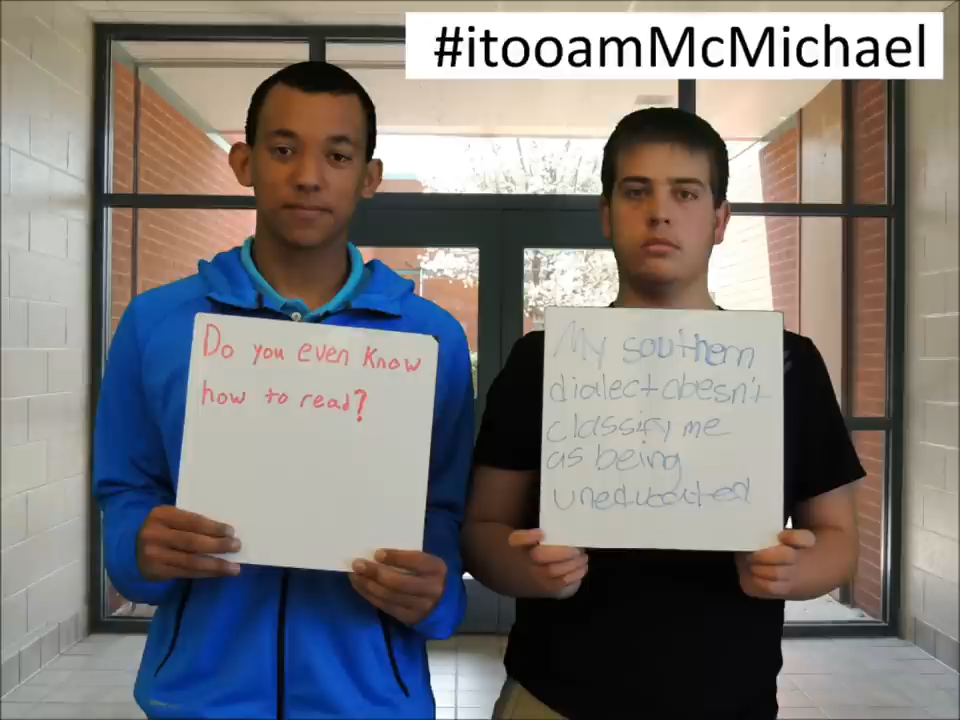 #itooamMcMichael
Do you even know
how to read?
My southern
dialect doesn't
classify me
as being
uneducated